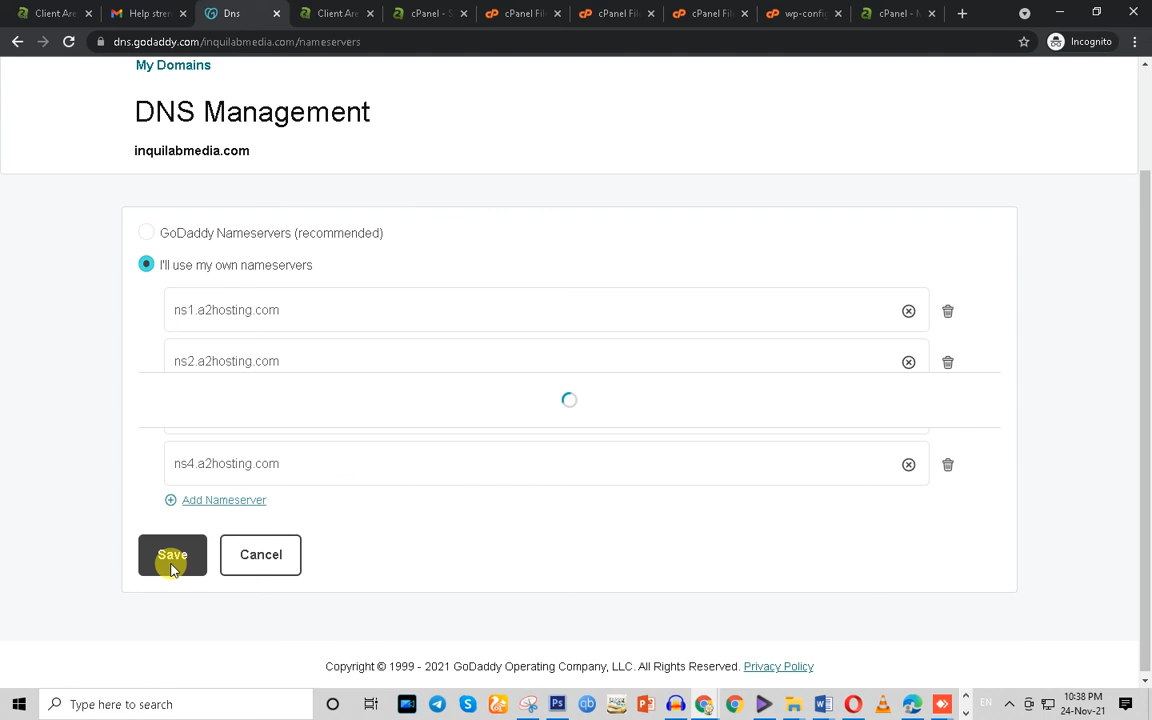 Client Are
Help stren
Dns
Client Are
cPanel - S
cPanel Fil
cPanel Fil
cPanel Fil
wp-config
cPanel -
dns.godaddy.com/inquilabmedia.com/nameservers
Incognito
My Domains
DNS Management
inquilabmedia.com
GoDaddy Nameservers (recommended)
I'll use my own nameservers
ns1.a2hosting.com
ns2.a2hosting.com
ns4.a2hosting.com
Add Nameserver
Save
Cancel
Copyright © 1999 - 2021 GoDaddy Operating Company, LLC. All Rights Reserved. Privacy Policy
Type here to search
EN
10:38 PM
24-Nov-21